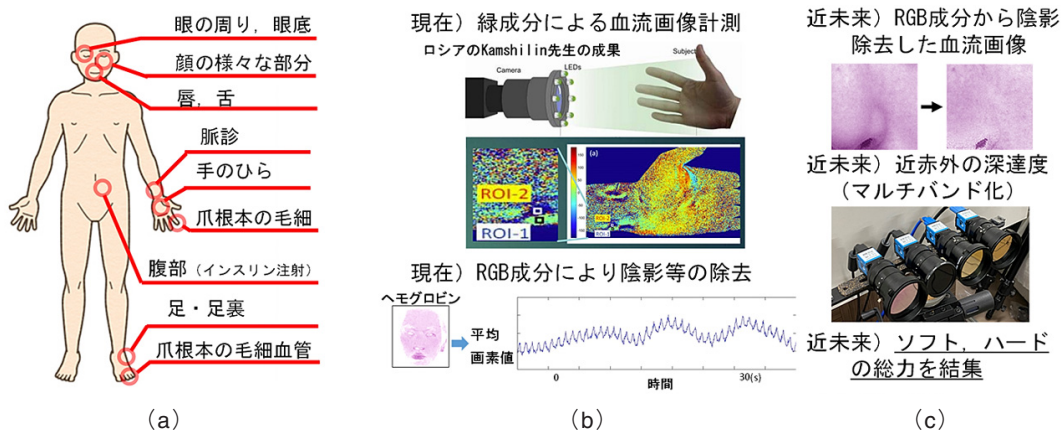 眼の周り，眼底
顔の様々な部分
唇，舌
脈診
手のひら
爪根本の毛細
腹部（インスリン注射）
足・足裏
爪根本の毛細血管
（a）
現在）緑成分による血流画像計測
ロシアのKamshilin先生の成果
Camera
LEDs
Subject
ROI-2
ROI-1
(a)
ROI-2
ROI-1
現在）RGB成分により陰影等の除去
ヘモグロビン
平均
画素値
0
時間
30(s)
（b）
近未来）RGB成分から陰影
除去した血流画像
近未来）近赤外の深達度
（マルチバンド化）
近未来）ソフト，ハード
の総力を結集
（c）